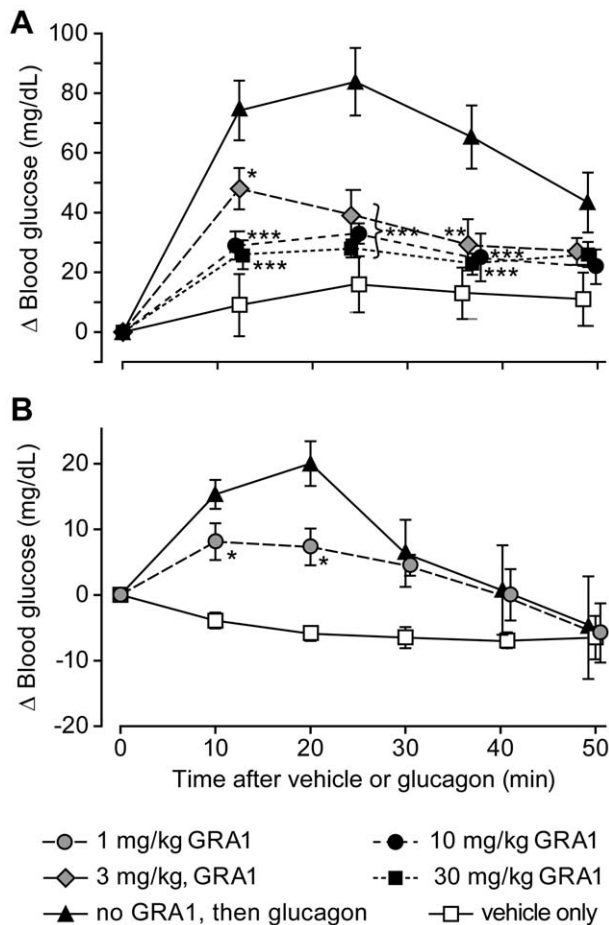 A
Δ Blood glucose (mg/dL)
100
80
60
40
20
0
*
***
***
***
**
***
***
B
Δ Blood glucose (mg/dL)
20
10
0
-10
-20
*
*
0 10 20 30 40 50
Time after vehicle or glucagon (min)
1 mg/kg GRA1 10 mg/kg GRA1
3 mg/kg, GRA1 30 mg/kg GRA1
no GRA1, then glucagon vehicle only